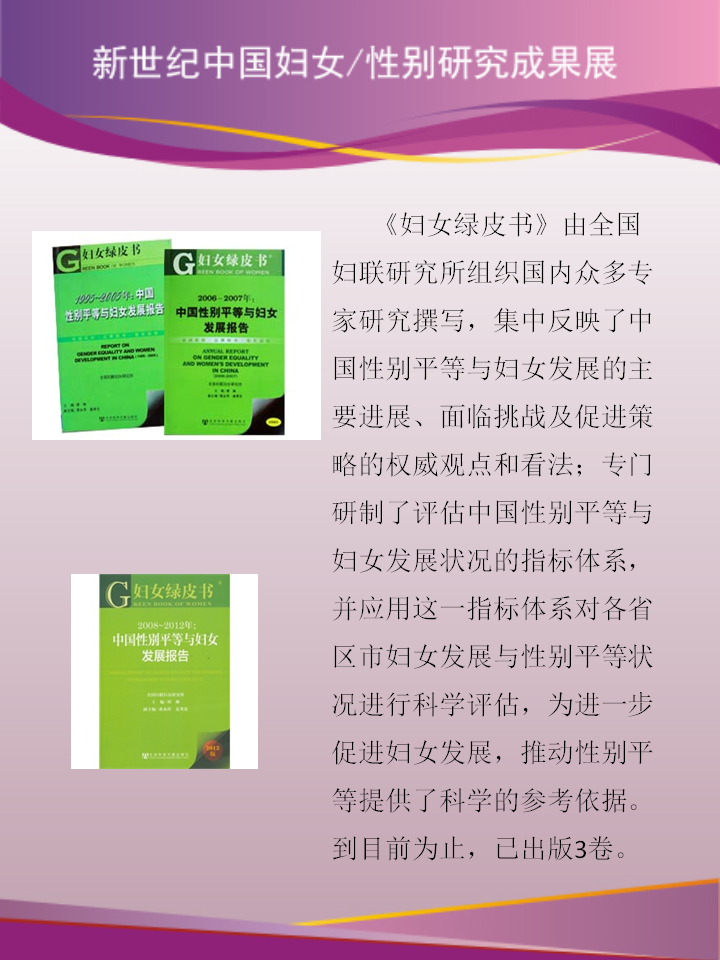 新世纪中国妇女/性别研究成果展
《妇女绿皮书》由全国
妇联研究所组织国内众多专
家研究撰写，集中反映了中
国性别平等与妇女发展的主
要进展、面临挑战及促进策
略的权威观点和看法；专门
研制了评估中国性别平等与
妇女发展状况的指标体系，
并应用这一指标体系对各省
区市妇女发展与性别平等状
况进行科学评估，为进一步
促进妇女发展，推动性别平
等提供了科学的参考依据。
到目前为止，已出版3卷。
G妇女绿皮书
REEN BOOK OF WOMEN
1995~2005年：中国
性别平等与妇女发展报告
REPORT ON
GENDER EQUALITY AND WOMEN
DEVELOPMENT IN CHINA (1995-2005)
G妇女绿皮书
REEN BOOK OF WOMEN
2006~2007年：
中国性别平等与妇女
发展报告
ANNUAL REPORT
ON GENDER EQUALITY
AND WOMEN'S DEVELOPMENT
IN CHINA
(2006-2007)
G妇女绿皮书
REEN BOOK OF WOMEN
2008~2012年：
中国性别平等与妇女
发展报告